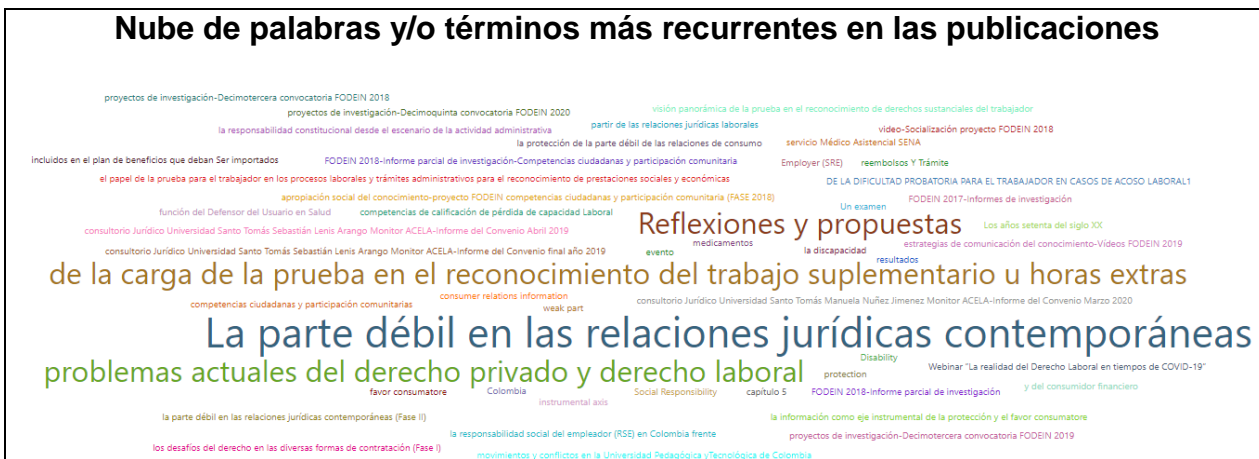 Nube de palabras y/o términos más recurrentes en las publicaciones
proyectos de investigación-Decimotercera convocatoria FODEIN 2018
visión panorámica de la prueba en el reconocimiento de derechos sustanciales del trabajador
proyectos de investigación-Decimoquinta convocatoria FODEIN 2020
partir de las relaciones jurídicas laborales
la responsabilidad constitucional desde el escenario de la actividad administrativa
video-Socialización proyecto FODEIN 2018
la protección de la parte débil de las relaciones de consumo
servicio Médico Asistencial SENA
incluidos en el plan de beneficios que deban Ser importados
FODEIN 2018-Informe parcial de investigación-Competencias ciudadanas y participación comunitaria
Employer (SRE)
reembolsos Y Trámite
el papel de la prueba para el trabajador en los procesos laborales y trámites administrativos para el reconocimiento de prestaciones sociales y económicas
DE LA DIFICULTAD PROBATORIA PARA EL TRABAJADOR EN CASOS DE ACOSO LABORAL1
apropiación social del conocimiento-proyecto FODEIN competencias ciudadanas y participación comunitaria (FASE 2018)
FODEIN 2017-Informes de investigación
Un examen
función del Defensor del Usuario en Salud
competencias de calificación de pérdida de capacidad Laboral
Reflexiones y propuestas
Los años setenta del siglo XX
consultorio Jurídico Universidad Santo Tomás Sebastián Lenis Arango Monitor ACELA-Informe del Convenio Abril 2019
medicamentos
estrategias de comunicación del conocimiento-Vídeos FODEIN 2019
consultorio Jurídico Universidad Santo Tomás Sebastián Lenis Arango Monitor ACELA-Informe del Convenio final año 2019
evento
la discapacidad
resultados
de la carga de la prueba en el reconocimiento del trabajo suplementario u horas extras
competencias ciudadanas y participación comunitarias
consumer relations information
consultorio Jurídico Universidad Santo Tomás Manuela Nuñez Jimenez Monitor ACELA-Informe del Convenio Marzo 2020
weak part
La parte débil en las relaciones jurídicas contemporáneas
problemas actuales del derecho privado y derecho laboral
Disability
protection
Webinar "La realidad del Derecho Laboral en tiempos de COVID-19"
favor consumatore
Colombia
Social Responsibility
capítulo 5
FODEIN 2018-Informe parcial de investigación
y del consumidor financiero
instrumental axis
la parte débil en las relaciones jurídicas contemporáneas (Fase II)
la información como eje instrumental de la protección y el favor consumatore
la responsabilidad social del empleador (RSE) en Colombia frente
proyectos de investigación-Decimotercera convocatoria FODEIN 2019
los desafíos del derecho en las diversas formas de contratación (Fase I)
movimientos y conflictos en la Universidad Pedagógica yTecnológica de Colombia